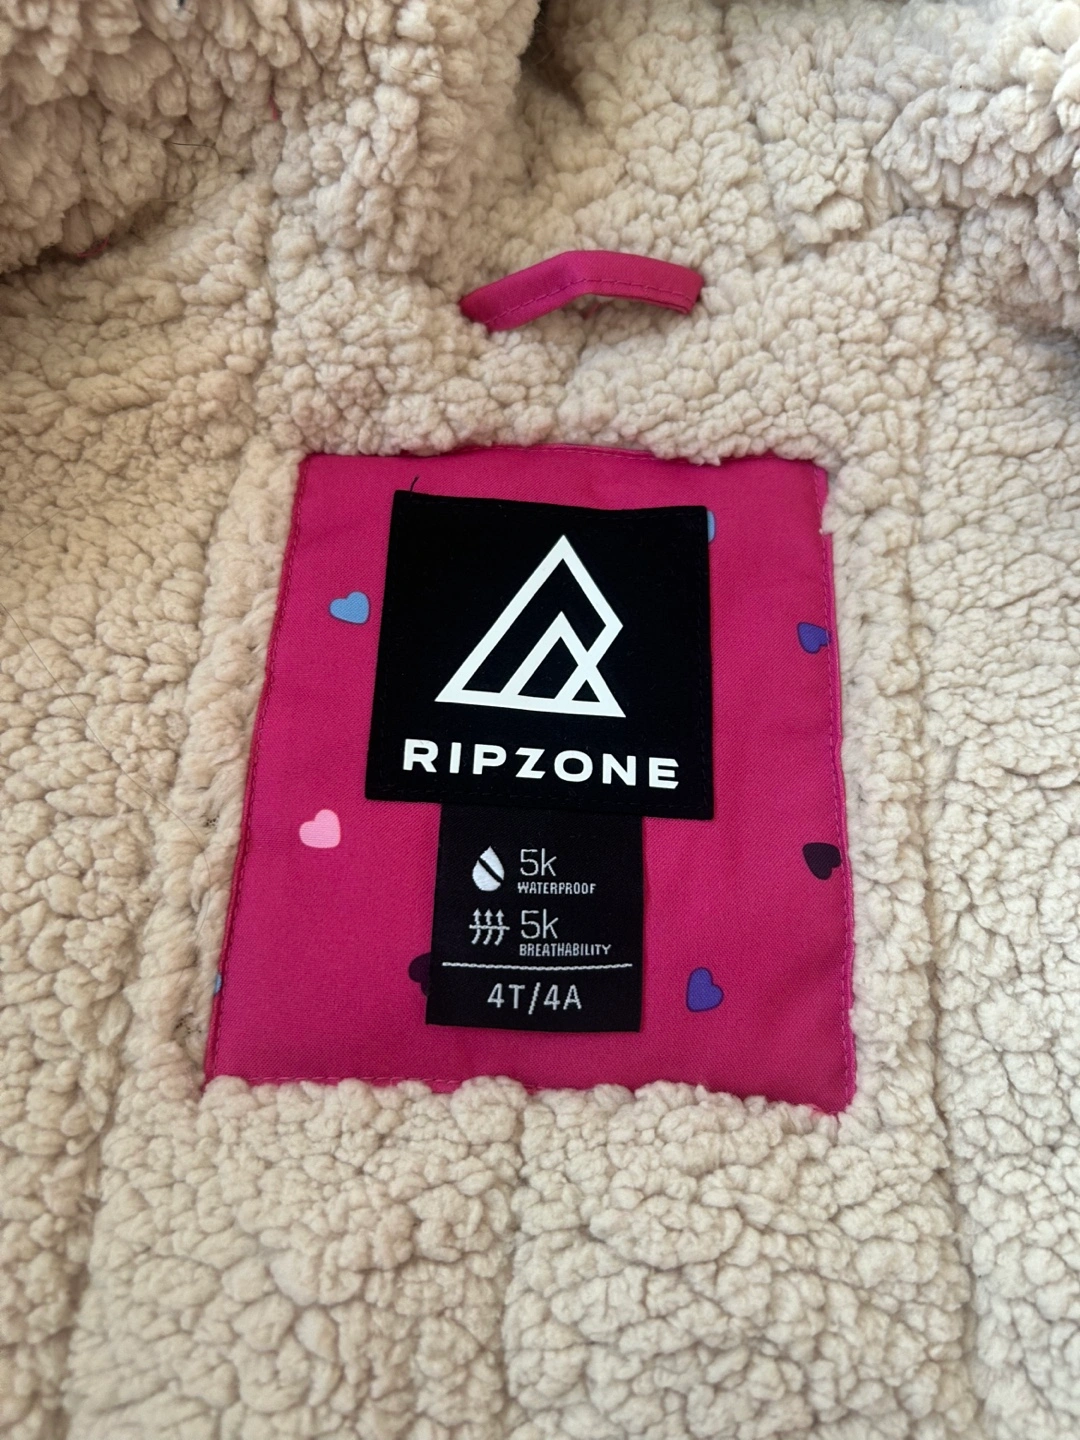 RIPZONE
5k
WATERPROOF
5k
BREATHABILITY
4T/4A